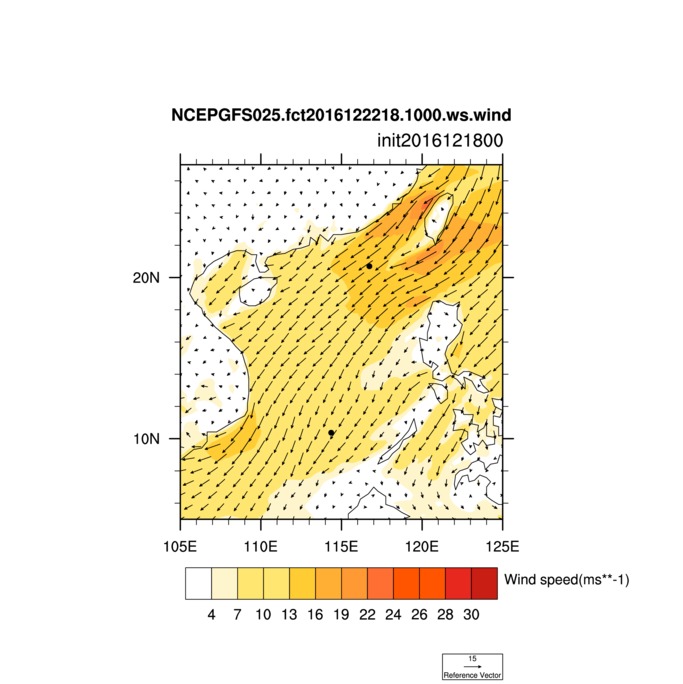 NCEPGFS025.fct2016122218.1000.ws.wind
init2016121800
20N
10N
105E 110E 115E 120E 125E
Wind speed(ms**-1)
4 7 10 13 16 19 22 24 26 28 30
15
Reference Vector